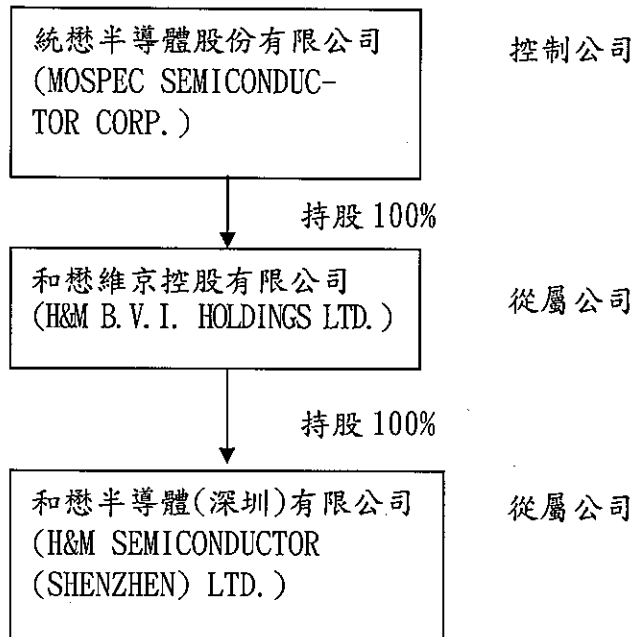 統懋半導體股份有限公司
控制公司
(MOSPEC SEMICONDUC-
TOR CORP.)
持股 100%
和懋維京控股有限公司
(H&M B.V.I. HOLDINGS LTD.)
從屬公司
持股 100%
和懋半導體(深圳)有限公司
從屬公司
(H&M SEMICONDUCTOR
(SHENZHEN) LTD.)